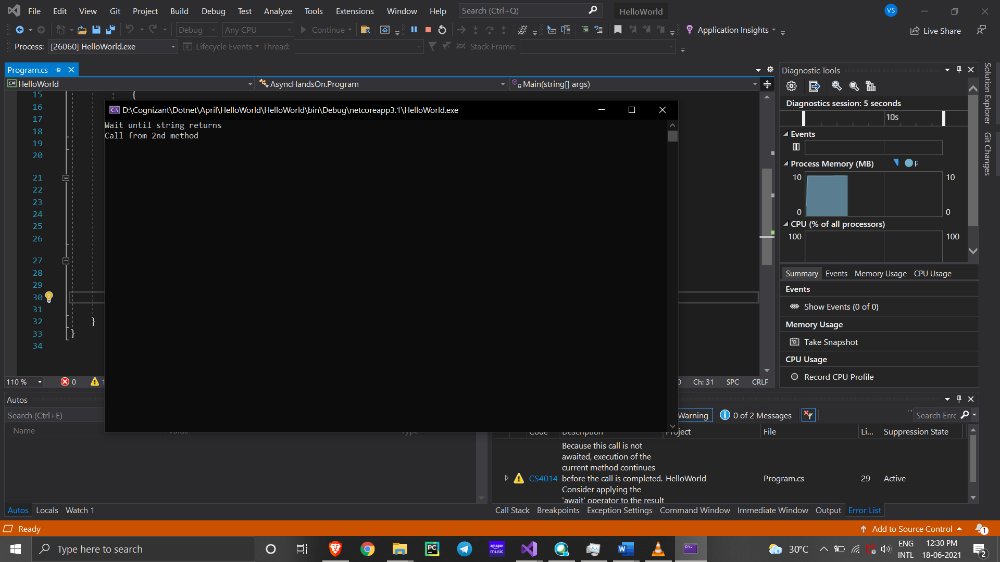 File Edit View Git Project Build Debug Test Analyze Tools Extensions Window Help Search (Ctrl+Q) HelloWorld VS
Debug Any CPU Continue Application Insights Live Share
Process: [26060] HelloWorld.exe Lifecycle Events Thread: Stack Frame:
Program.cs
C# HelloWorld AsyncHandsOn.Program Main(string[] args)
15 {
16
17
18
19
20
21
22
23
24
25
26
27
28
29
30
31
32 }
33 }
34
D:\Cognizant\Dotnet\April\HelloWorld\HelloWorld\bin\Debug\netcoreapp3.1\HelloWorld.exe
Wait until string returns
Call from 2nd method
110 % 0 1 Ch: 31 SPC CRLF
Diagnostic Tools
Diagnostics session: 5 seconds
10s
Events
Process Memory (MB) P
10 10
0 0
CPU (% of all processors)
100 100
Summary Events Memory Usage CPU Usage
Events
Show Events (0 of 0)
Memory Usage
Take Snapshot
CPU Usage
Record CPU Profile
Solution Explorer
Git Changes
Autos
Search (Ctrl+E)
Name Value Type
Autos Locals Watch 1
Warning 0 of 2 Messages Search Errc
Code Description Project File Li... Suppression State
Because this call is not
awaited, execution of the
current method continues
CS4014 before the call is completed. HelloWorld Program.cs 29 Active
Consider applying the
'await' operator to the result
Call Stack Breakpoints Exception Settings Command Window Immediate Window Output Error List
Ready Add to Source Control 1
Type here to search PC amazon music W 30°C ENG INTL 12:30 PM 18-06-2021 2